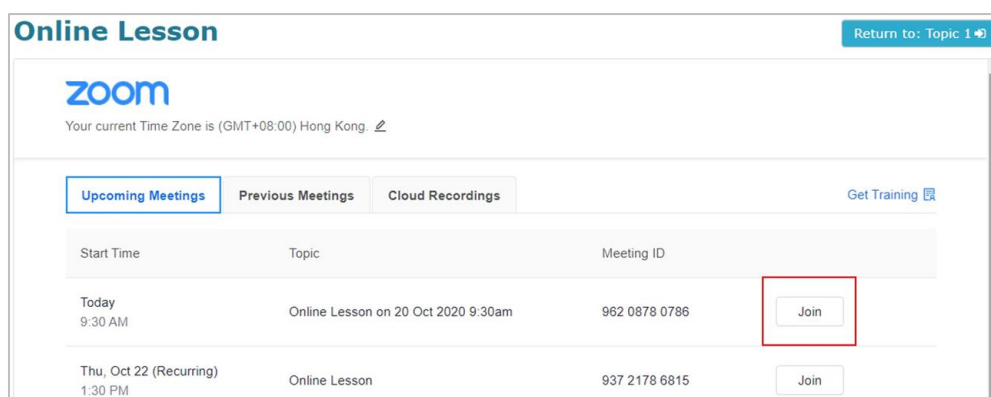 Online Lesson
Return to: Topic 1
zoom
Your current Time Zone is (GMT+08:00) Hong Kong.
Upcoming Meetings Previous Meetings Cloud Recordings Get Training
Start Time Topic Meeting ID
Today
9:30 AM
Online Lesson on 20 Oct 2020 9:30am 962 0878 0786 Join
Thu, Oct 22 (Recurring)
1:30 PM
Online Lesson 937 2178 6815 Join